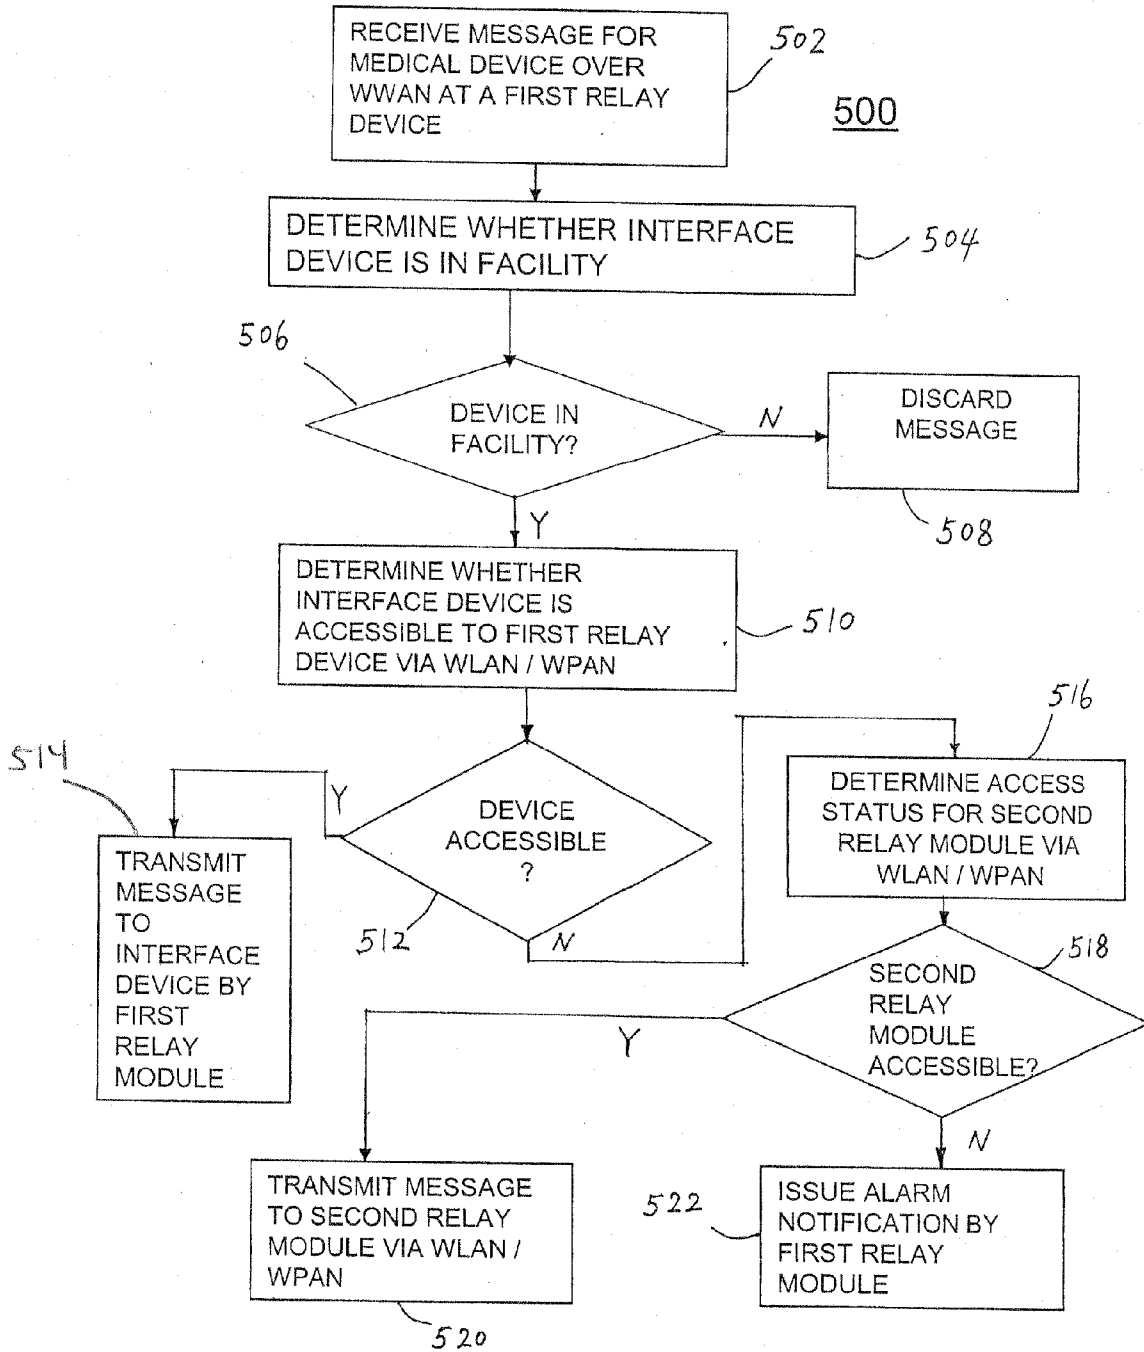 RECEIVE MESSAGE FOR
MEDICAL DEVICE OVER
WWAN AT A FIRST RELAY
DEVICE
502
500
DETERMINE WHETHER INTERFACE
DEVICE IS IN FACILITY
504
506
DEVICE IN
FACILITY?
N
DISCARD
MESSAGE
508
Y
DETERMINE WHETHER
INTERFACE DEVICE IS
ACCESSIBLE TO FIRST RELAY
DEVICE VIA WLAN / WPAN
510
514
Y
DEVICE
ACCESSIBLE
?
512
N
516
DETERMINE ACCESS
STATUS FOR SECOND
RELAY MODULE VIA
WLAN / WPAN
TRANSMIT
MESSAGE
TO
INTERFACE
DEVICE BY
FIRST
RELAY
MODULE
518
SECOND
RELAY
MODULE
ACCESSIBLE?
Y
N
TRANSMIT MESSAGE
TO SECOND RELAY
MODULE VIA WLAN /
WPAN
520
522
ISSUE ALARM
NOTIFICATION BY
FIRST RELAY
MODULE